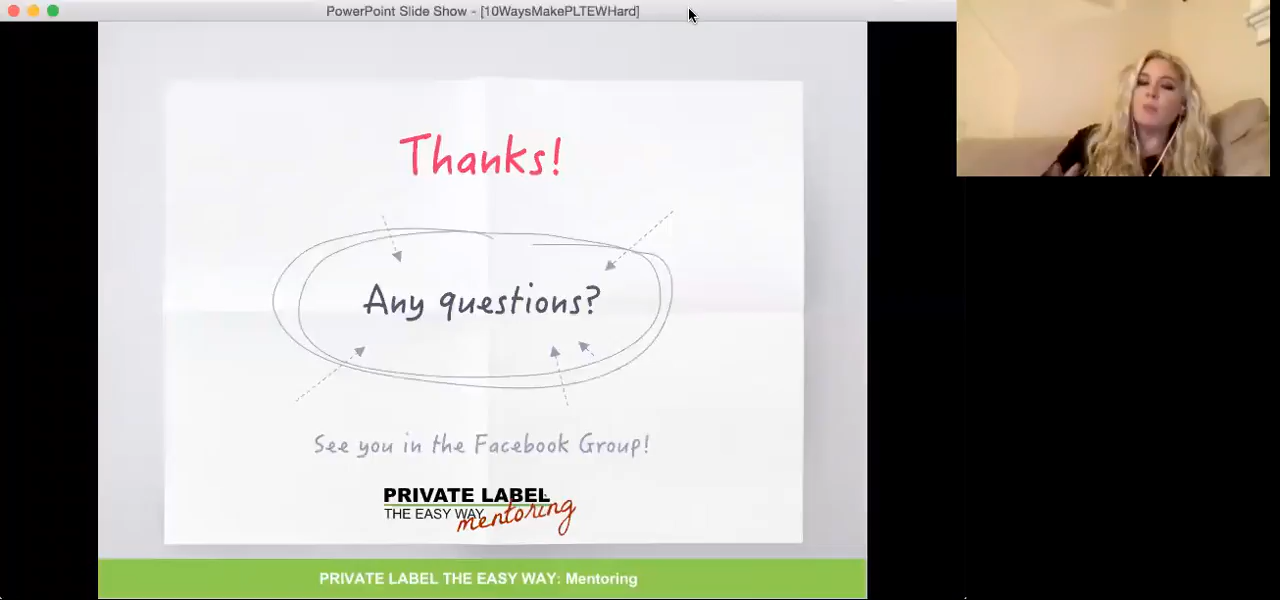 PowerPoint Slide Show - [10WaysMakePLTEWHard]
Thanks!
Any questions?
See you in the Facebook Group!
PRIVATE LABEL
THE EASY WAY
mentoring
PRIVATE LABEL THE EASY WAY: Mentoring